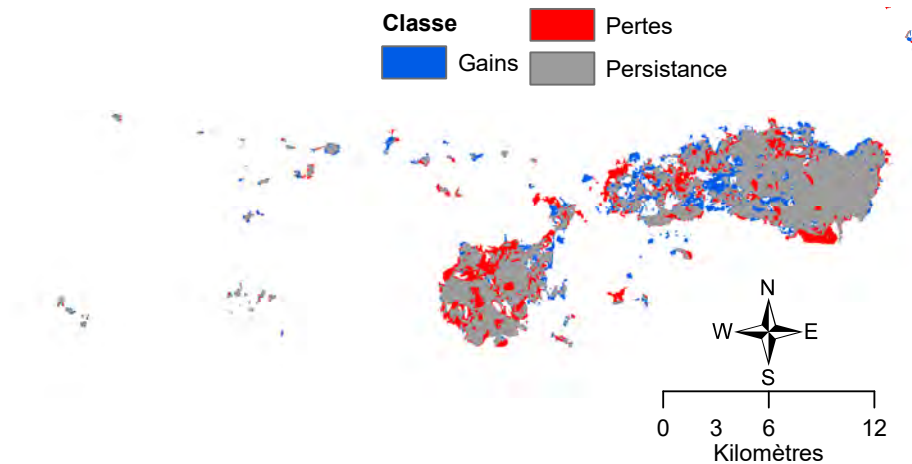 Classe
Pertes
Gains
Persistance
N
W E
S
0 3 6 12
Kilomètres